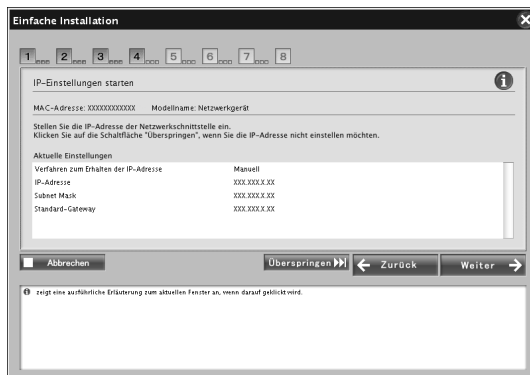 Einfache Installation
1 2 3 4 5 6 7 8
IP-Einstellungen starten
MAC-Adresse: XXXXXXXXXXXX Modellname: Netzwerkgerät
Stellen Sie die IP-Adresse der Netzwerkschnittstelle ein.
Klicken Sie auf die Schaltfläche "Überspringen", wenn Sie die IP-Adresse nicht einstellen möchten.
Aktuelle Einstellungen
Verfahren zum Erhalten der IP-Adresse Manuell
IP-Adresse XXX.XXX.X.XX
Subnet Mask XXX.XXX.X.XX
Standard-Gateway XXX.XXX.X.XX
Abbrechen Überspringen Zurück Weiter
zeigt eine ausführliche Erläuterung zum aktuellen Fenster an, wenn darauf geklickt wird.